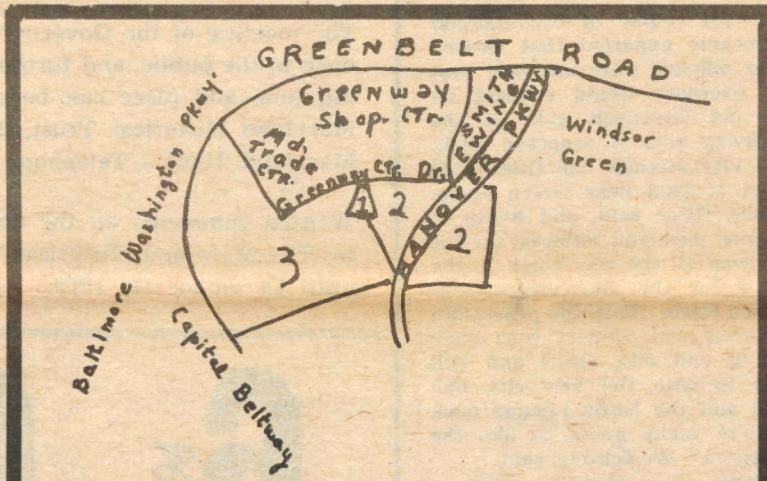 GREENBELT ROAD
Baltimore Washington Pkwy.
Greenway
Shop. CTr.
Md.
Trade
CTR.
Greenway CTr Dr.
SMITH
EWING
HANOVER PKWY
Windsor
Green
1
2
2
3
Capital Beltway